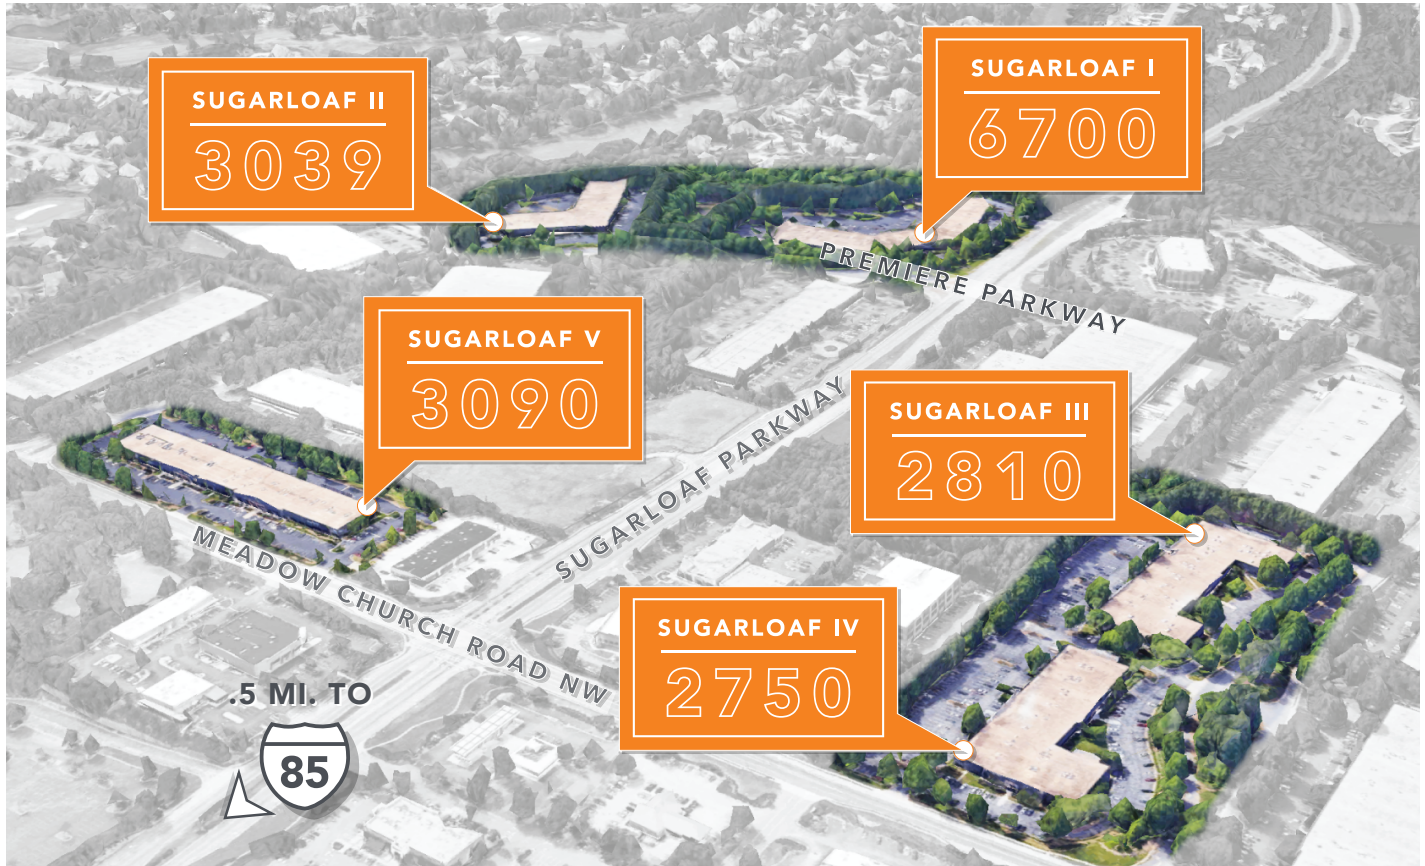 SUGARLOAF I
6700
SUGARLOAF II
3039
PREMIERE PARKWAY
SUGARLOAF V
3090
SUGARLOAF PARKWAY
SUGARLOAF III
2810
MEADOW CHURCH ROAD NW
SUGARLOAF IV
2750
.5 MI. TO
85